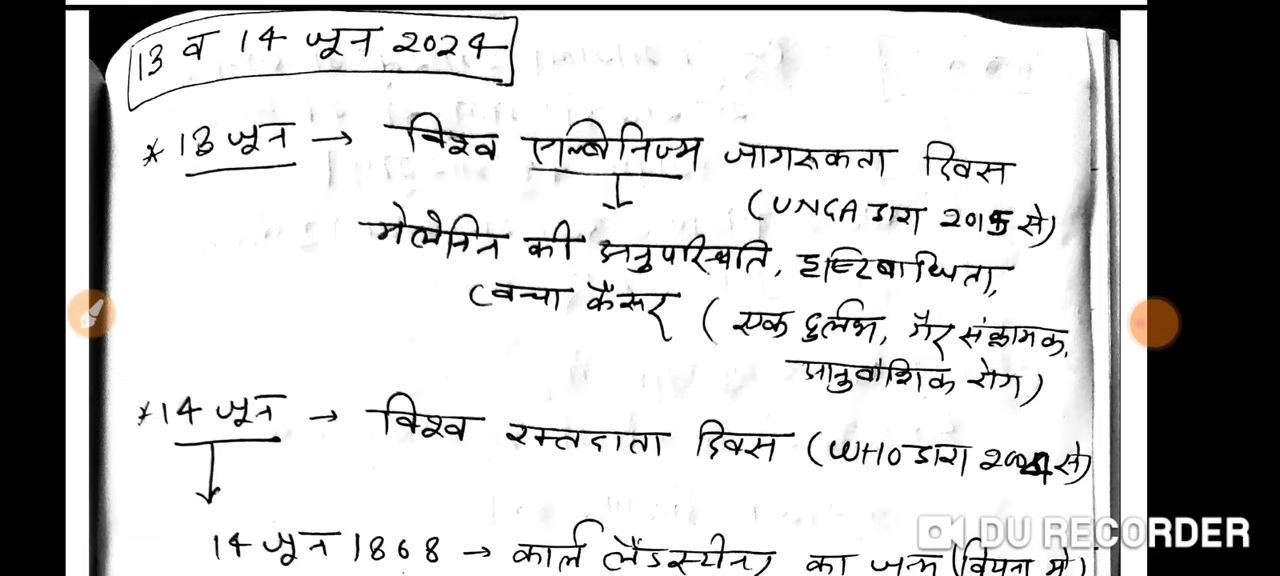 13 व 14 जून 2024
* 13 जून → विश्व एल्बिनिज्म जागरूकता दिवस
(UNGA द्वारा 2015 से)
मेलेनिन की अनुपस्थिति, दृष्टिबाधिता,
त्वचा कैंसर ( एक दुर्लभ, गैर संक्रामक,
आनुवांशिक रोग)
* 14 जून → विश्व रक्तदाता दिवस (WHO द्वारा 2004 से)
14 जून 1868 → कार्ल लैंडस्टीनर का जन्म (वियना में)
DU RECORDER